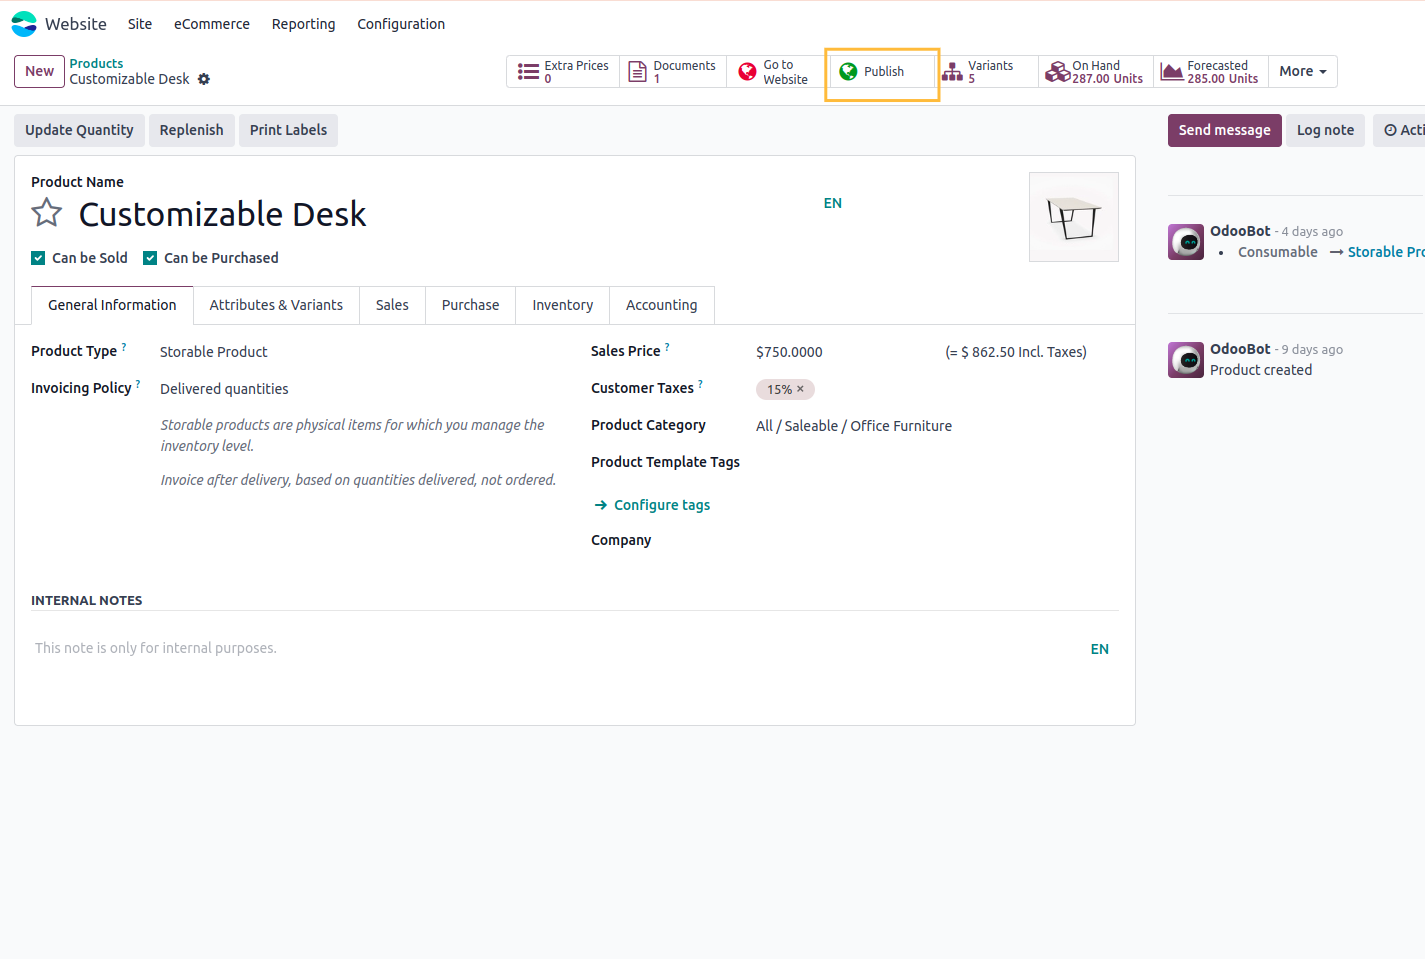 Website Site eCommerce Reporting Configuration
New Products
Customizable Desk
Extra Prices
0
Documents
1
Go to
Website
Publish
Variants
5
On Hand
287.00 Units
Forecasted
285.00 Units
More
Update Quantity Replenish Print Labels
Send message Log note Acti
Product Name
Customizable Desk
EN
Can be Sold Can be Purchased
General Information Attributes & Variants Sales Purchase Inventory Accounting
Product Type ? Storable Product
Invoicing Policy ? Delivered quantities
Storable products are physical items for which you manage the
inventory level.
Invoice after delivery, based on quantities delivered, not ordered.
Sales Price ? $750.0000 (= $ 862.50 Incl. Taxes)
Customer Taxes ? 15% ×
Product Category All / Saleable / Office Furniture
Product Template Tags
→ Configure tags
Company
INTERNAL NOTES
This note is only for internal purposes.
EN
OdooBot - 4 days ago
• Consumable → Storable Pro
OdooBot - 9 days ago
Product created